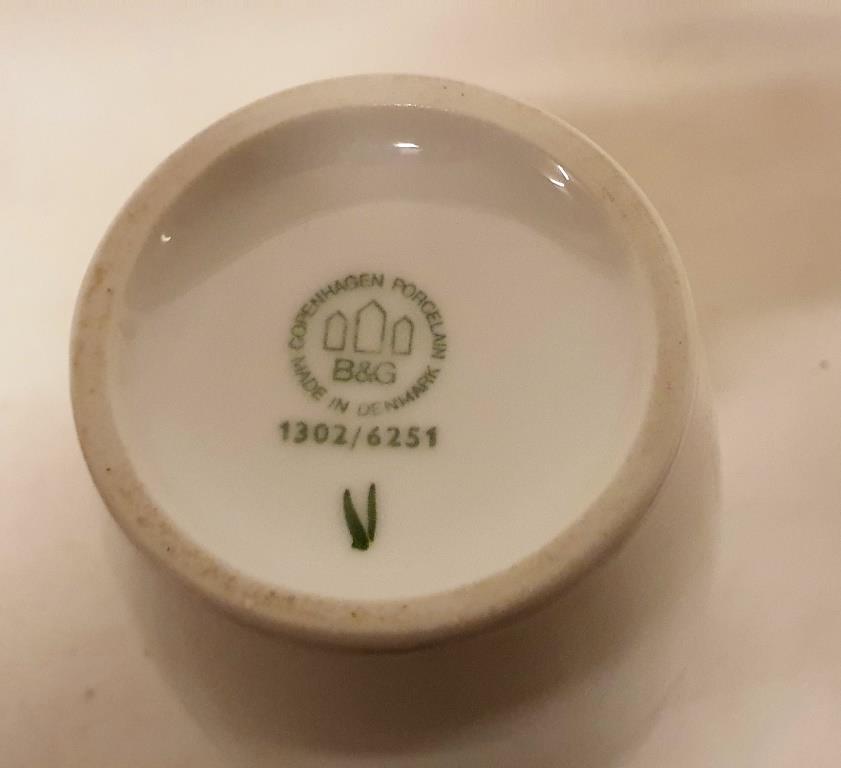 COPENHAGEN PORCELAIN
B&G
MADE IN DENMARK
1302/6251